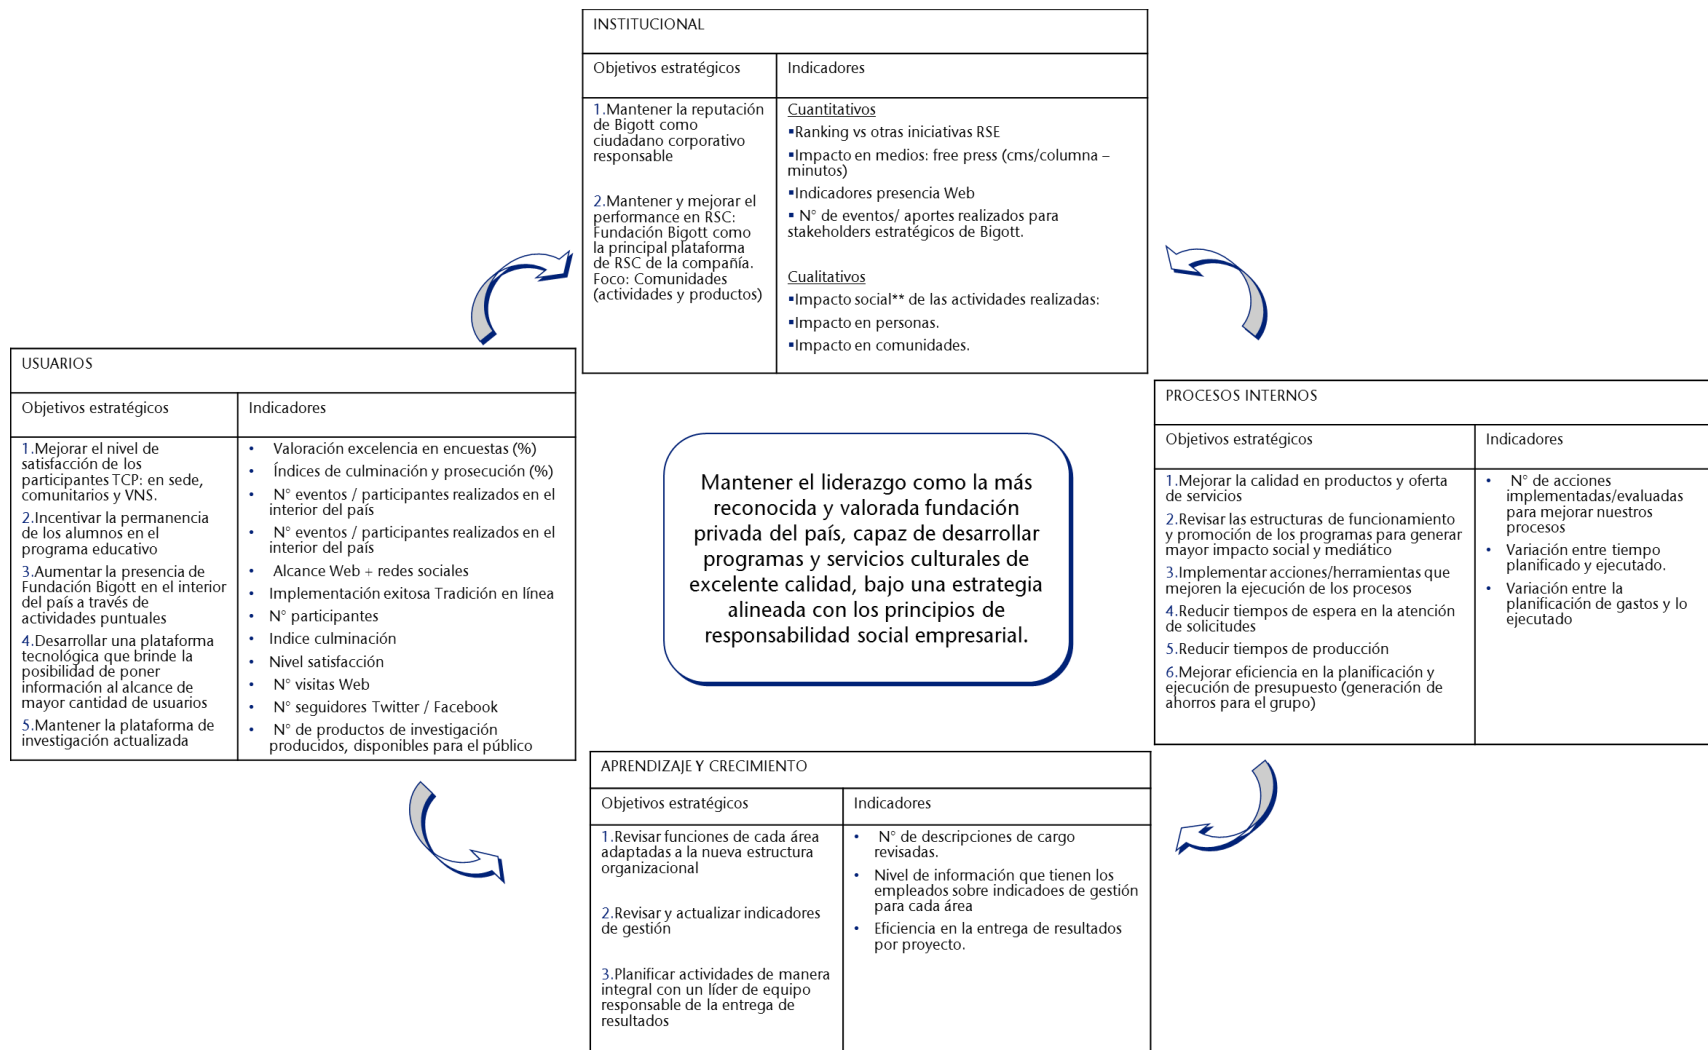 INSTITUCIONAL
Objetivos estratégicos
Indicadores
1.Mantener la reputación
de Bigott como
ciudadano corporativo
responsable
2.Mantener y mejorar el
performance en RSC:
Fundación Bigott como
la principal plataforma
de RSC de la compañía.
Foco: Comunidades
(actividades y productos)
Cuantitativos
▪Ranking vs otras iniciativas RSE
▪Impacto en medios: free press (cms/columna –
minutos)
▪Indicadores presencia Web
▪ N° de eventos/ aportes realizados para
stakeholders estratégicos de Bigott.
Cualitativos
▪Impacto social** de las actividades realizadas:
▪Impacto en personas.
▪Impacto en comunidades.
USUARIOS
Objetivos estratégicos
Indicadores
1.Mejorar el nivel de
satisfacción de los
participantes TCP: en sede,
comunitarios y VNS.
2.Incentivar la permanencia
de los alumnos en el
programa educativo
3.Aumentar la presencia de
Fundación Bigott en el interior
del país a través de
actividades puntuales
4.Desarrollar una plataforma
tecnológica que brinde la
posibilidad de poner
información al alcance de
mayor cantidad de usuarios
5.Mantener la plataforma de
investigación actualizada
• Valoración excelencia en encuestas (%)
• Índices de culminación y prosecución (%)
• N° eventos / participantes realizados en el
interior del país
• N° eventos / participantes realizados en el
interior del país
• Alcance Web + redes sociales
• Implementación exitosa Tradición en línea
• N° participantes
• Indice culminación
• Nivel satisfacción
• N° visitas Web
• N° seguidores Twitter / Facebook
• N° de productos de investigación
producidos, disponibles para el público
Mantener el liderazgo como la más
reconocida y valorada fundación
privada del país, capaz de desarrollar
programas y servicios culturales de
excelente calidad, bajo una estrategia
alineada con los principios de
responsabilidad social empresarial.
PROCESOS INTERNOS
Objetivos estratégicos
Indicadores
1.Mejorar la calidad en productos y oferta
de servicios
2.Revisar las estructuras de funcionamiento
y promoción de los programas para generar
mayor impacto social y mediático
3.Implementar acciones/herramientas que
mejoren la ejecución de los procesos
4.Reducir tiempos de espera en la atención
de solicitudes
5.Reducir tiempos de producción
6.Mejorar eficiencia en la planificación y
ejecución de presupuesto (generación de
ahorros para el grupo)
• N° de acciones
implementadas/evaluadas
para mejorar nuestros
procesos
• Variación entre tiempo
planificado y ejecutado.
• Variación entre la
planificación de gastos y lo
ejecutado
APRENDIZAJE Y CRECIMIENTO
Objetivos estratégicos
Indicadores
1.Revisar funciones de cada área
adaptadas a la nueva estructura
organizacional
2.Revisar y actualizar indicadores
de gestión
3.Planificar actividades de manera
integral con un líder de equipo
responsable de la entrega de
resultados
• N° de descripciones de cargo
revisadas.
• Nivel de información que tienen los
empleados sobre indicadoes de gestión
para cada área
• Eficiencia en la entrega de resultados
por proyecto.